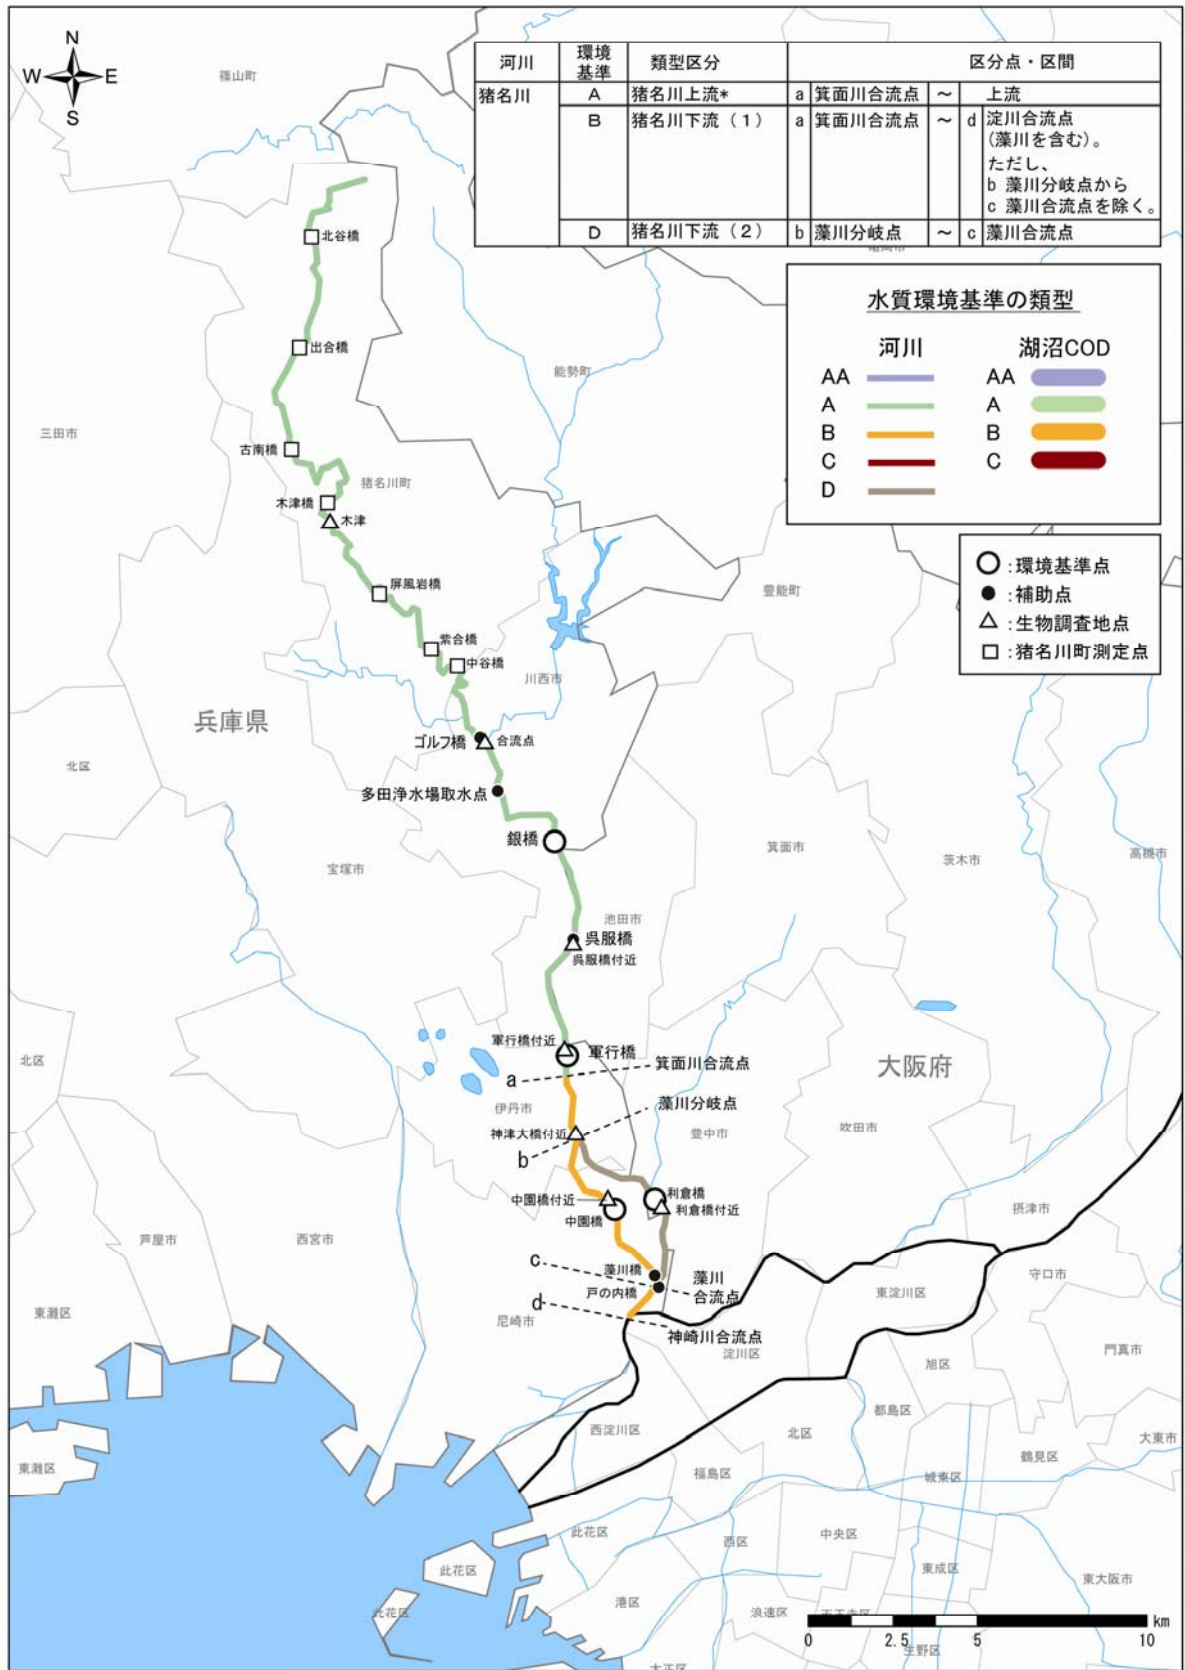 N
W E
S
河川 環境基準 類型区分 区分点・区間
猪名川 A 猪名川上流* a 箕面川合流点 ～ 上流
B 猪名川下流（１） a 箕面川合流点 ～ d 淀川合流点
(藻川を含む)。
ただし、
b 藻川分岐点から
c 藻川合流点を除く。
D 猪名川下流（２） b 藻川分岐点 ～ c 藻川合流点
水質環境基準の類型
河川 湖沼COD
AA AA
A A
B B
C C
D
○:環境基準点
●:補助点
△:生物調査地点
□:猪名川町測定点
篠山町
北谷橋
出合橋
能勢町
三田市
古南橋
猪名川町
木津橋
木津
屏風岩橋
豊能町
紫合橋
中谷橋
川西市
兵庫県
ゴルフ橋 合流点
北区
多田浄水場取水点
銀橋
箕面市
茨木市
高槻市
宝塚市
池田市
呉服橋
呉服橋付近
軍行橋付近
軍行橋
北区
箕面川合流点
大阪府
a
伊丹市
藻川分岐点
神津大橋付近
豊中市
吹田市
b
中園橋付近
利倉橋
利倉橋付近
中園橋
摂津市
芦屋市
西宮市
c
藻川橋
藻川
合流点
守口市
戸の内橋
東淀川区
d
東灘区
尼崎市
神崎川合流点
淀川区
門真市
旭区
都島区
西淀川区
北区
大東市
鶴見区
東灘区
福島区
城東区
此花区
西区
中央区
此花区
東成区
東大阪市
此花区
港区
浪速区
天王寺区
km
0 2.5 5 10
生野区
大正区